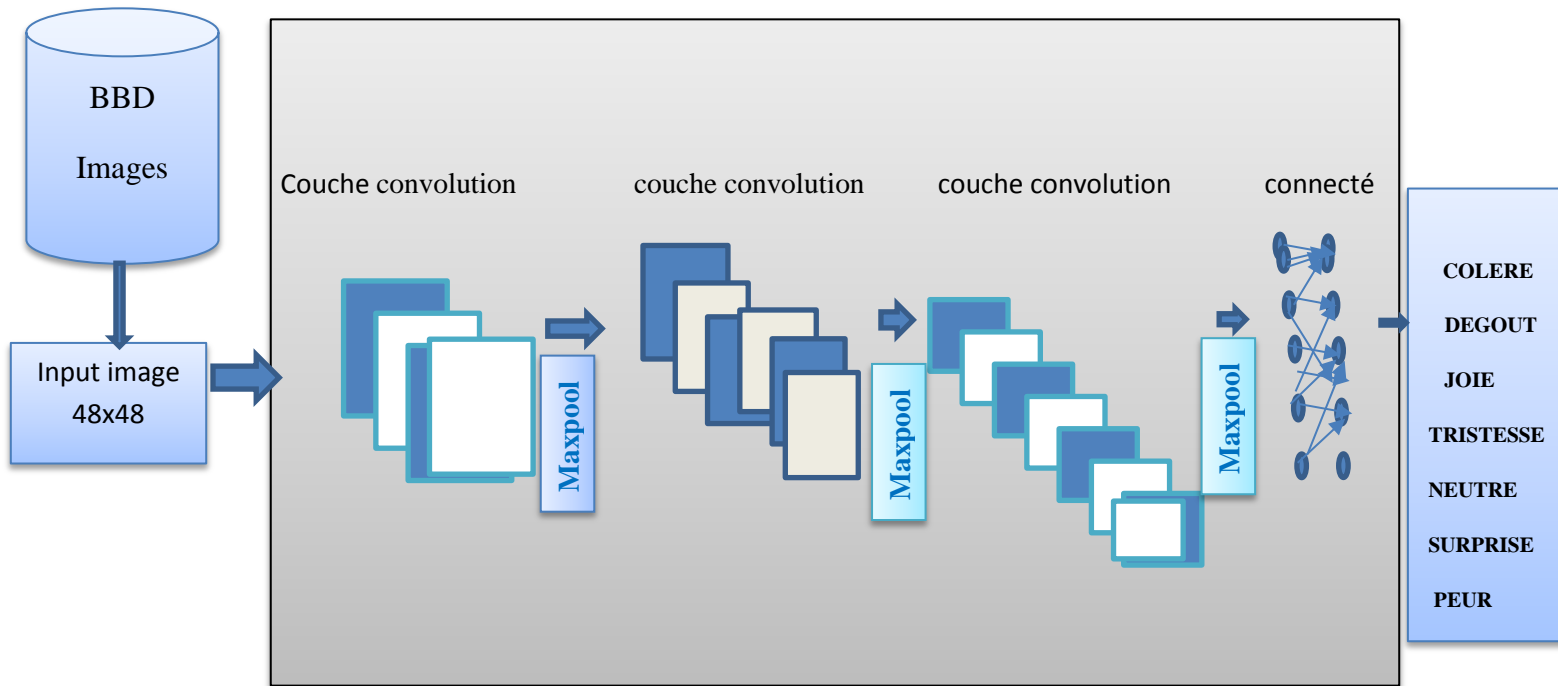 BBD
Images
Input image
48x48
Couche convolution
couche convolution
couche convolution
connecté
Maxpool
Maxpool
Maxpool
COLERE
DEGOUT
JOIE
TRISTESSE
NEUTRE
SURPRISE
PEUR